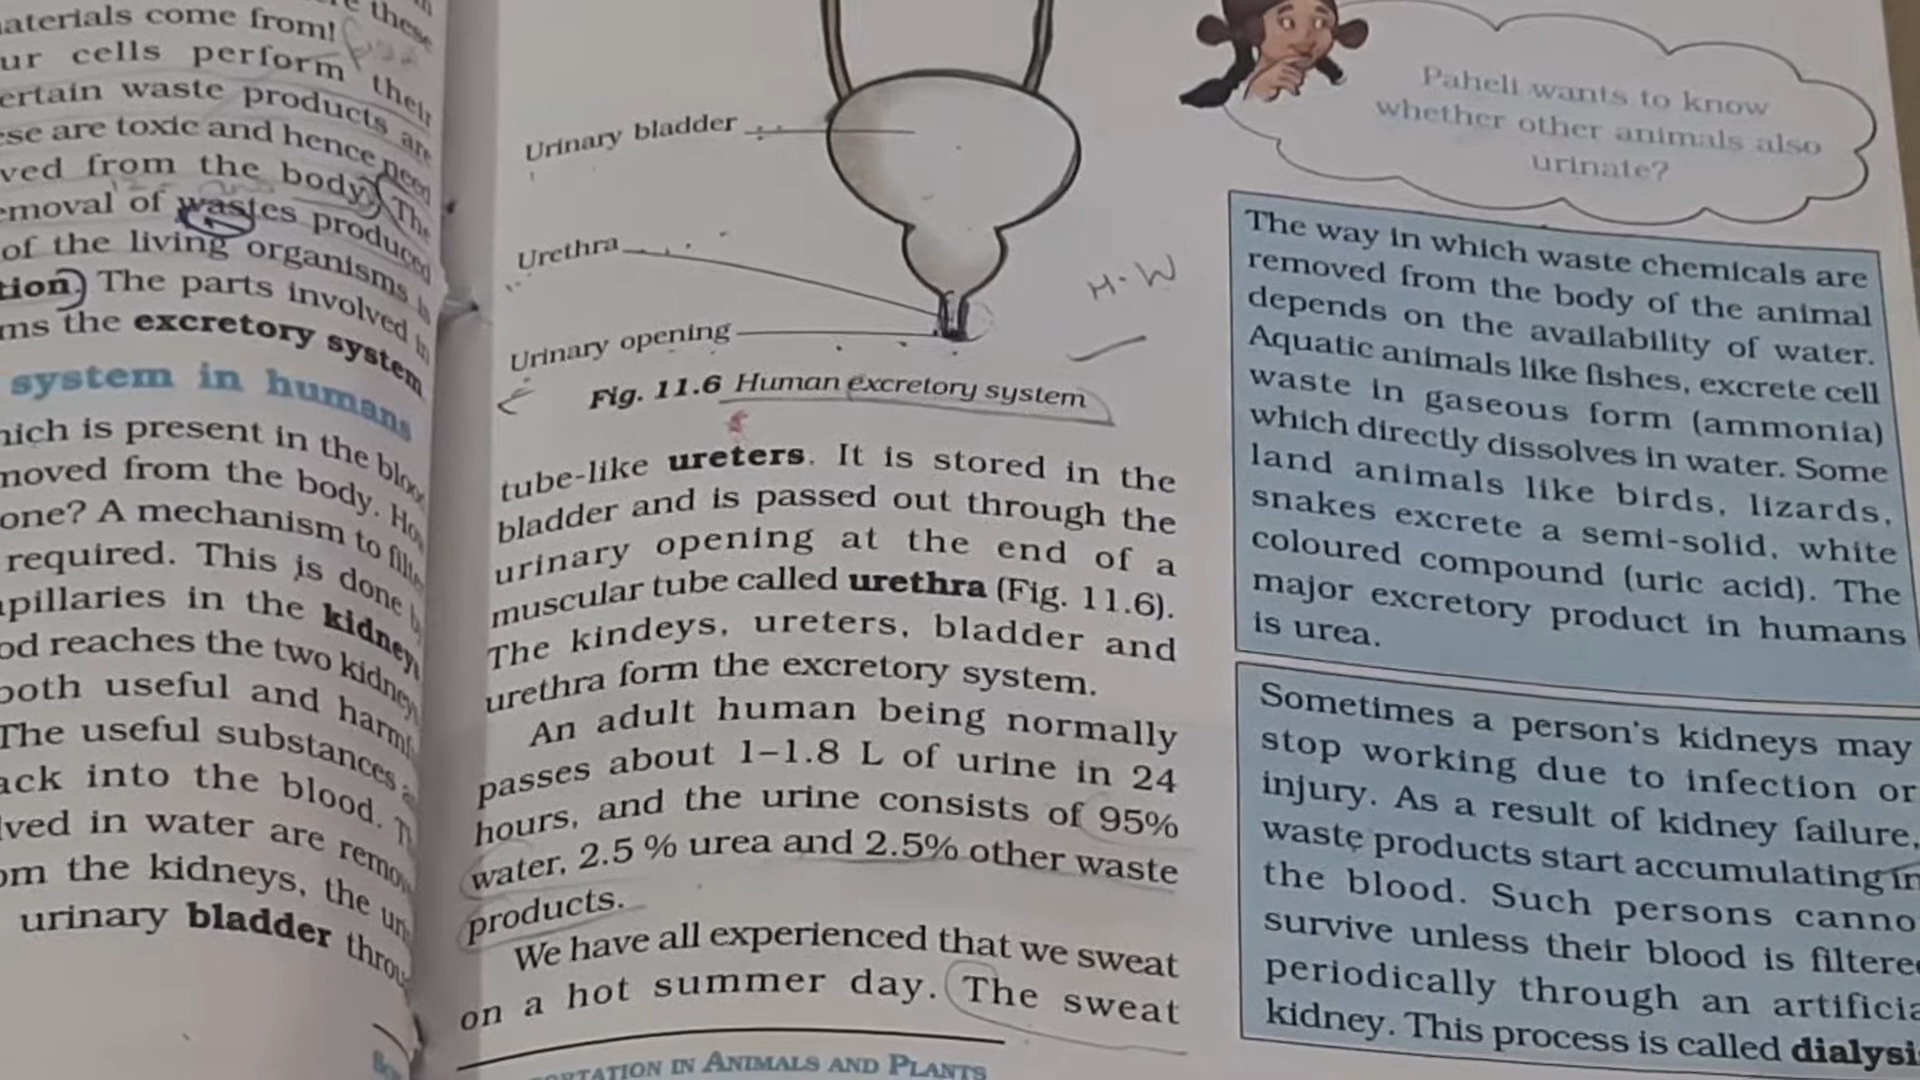 these
materials come from!
our cells perform their
certain waste products are
these are toxic and hence need
removed from the body. The
removal of wastes produced
of the living organisms is
tion. The parts involved in
ms the excretory system
system in humans
which is present in the blood
moved from the body. How
one? A mechanism to filter
required. This is done by
capillaries in the kidneys
od reaches the two kidneys
both useful and harmf
The useful substances a
ack into the blood. T
lved in water are remov
om the kidneys, the uri
urinary bladder throu
Urinary bladder
Urethra
H.W
Urinary opening
Fig. 11.6 Human excretory system
tube-like ureters. It is stored in the
bladder and is passed out through the
urinary opening at the end of a
muscular tube called urethra (Fig. 11.6).
The kindeys, ureters, bladder and
urethra form the excretory system.
An adult human being normally
passes about 1–1.8 L of urine in 24
hours, and the urine consists of 95%
water, 2.5 % urea and 2.5% other waste
products.
We have all experienced that we sweat
on a hot summer day. The sweat
ORTATION IN ANIMALS AND PLANTS
Paheli wants to know
whether other animals also
urinate?
The way in which waste chemicals are
removed from the body of the animal
depends on the availability of water.
Aquatic animals like fishes, excrete cell
waste in gaseous form (ammonia)
which directly dissolves in water. Some
land animals like birds, lizards,
snakes excrete a semi-solid, white
coloured compound (uric acid). The
major excretory product in humans
is urea.
Sometimes a person's kidneys may
stop working due to infection or
injury. As a result of kidney failure,
waste products start accumulating in
the blood. Such persons canno
survive unless their blood is filtere
periodically through an artificia
kidney. This process is called dialysi